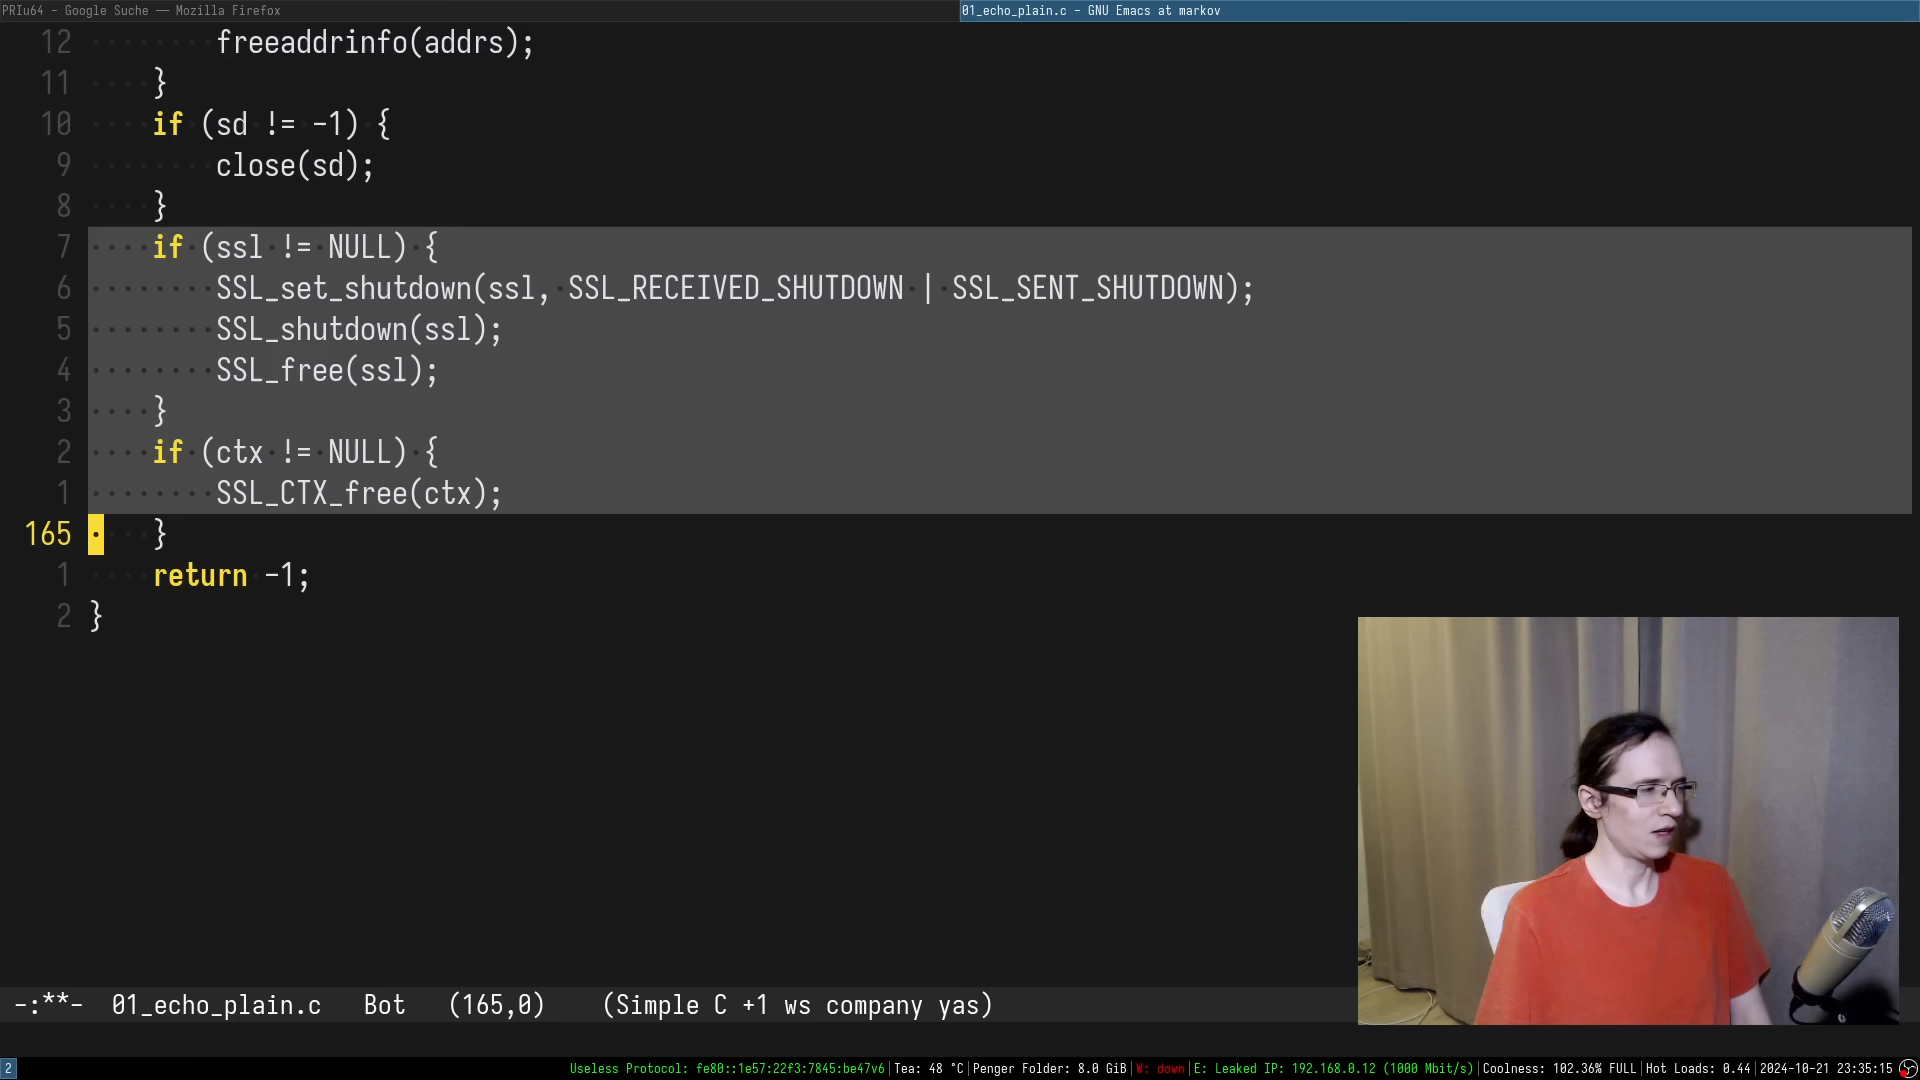 PRIu64 - Google Suche — Mozilla Firefox
01_echo_plain.c - GNU Emacs at markov
12 freeaddrinfo(addrs);
11 }
10 if (sd != -1) {
9 close(sd);
8 }
7 if (ssl != NULL) {
6 SSL_set_shutdown(ssl, SSL_RECEIVED_SHUTDOWN | SSL_SENT_SHUTDOWN);
5 SSL_shutdown(ssl);
4 SSL_free(ssl);
3 }
2 if (ctx != NULL) {
1 SSL_CTX_free(ctx);
165 }
1 return -1;
2 }
-:**- 01_echo_plain.c Bot (165,0) (Simple C +1 ws company yas)
2 Useless Protocol: fe80::1e57:22f3:7845:be47v6|Tea: 48 °C|Penger Folder: 8.0 GiB|W: down|E: Leaked IP: 192.168.0.12 (1000 Mbit/s)|Coolness: 102.36% FULL|Hot Loads: 0.44|2024-10-21 23:35:15